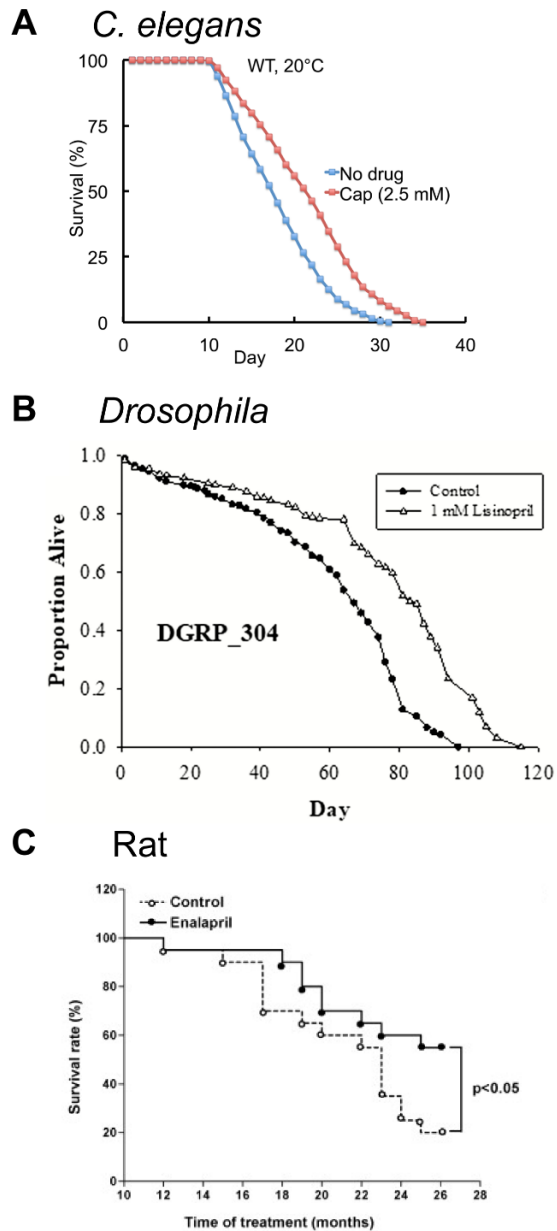 A C. elegans
WT, 20°C
Survival (%)
100
75
50
25
0
No drug
Cap (2.5 mM)
0 10 20 30 40
Day
B Drosophila
Proportion Alive
1.0
0.8
0.6
0.4
0.2
0.0
Control
1 mM Lisinopril
DGRP_304
0 20 40 60 80 100 120
Day
C Rat
Survival rate (%)
120
100
80
60
40
20
0
Control
Enalapril
p<0.05
10 12 14 16 18 20 22 24 26 28
Time of treatment (months)